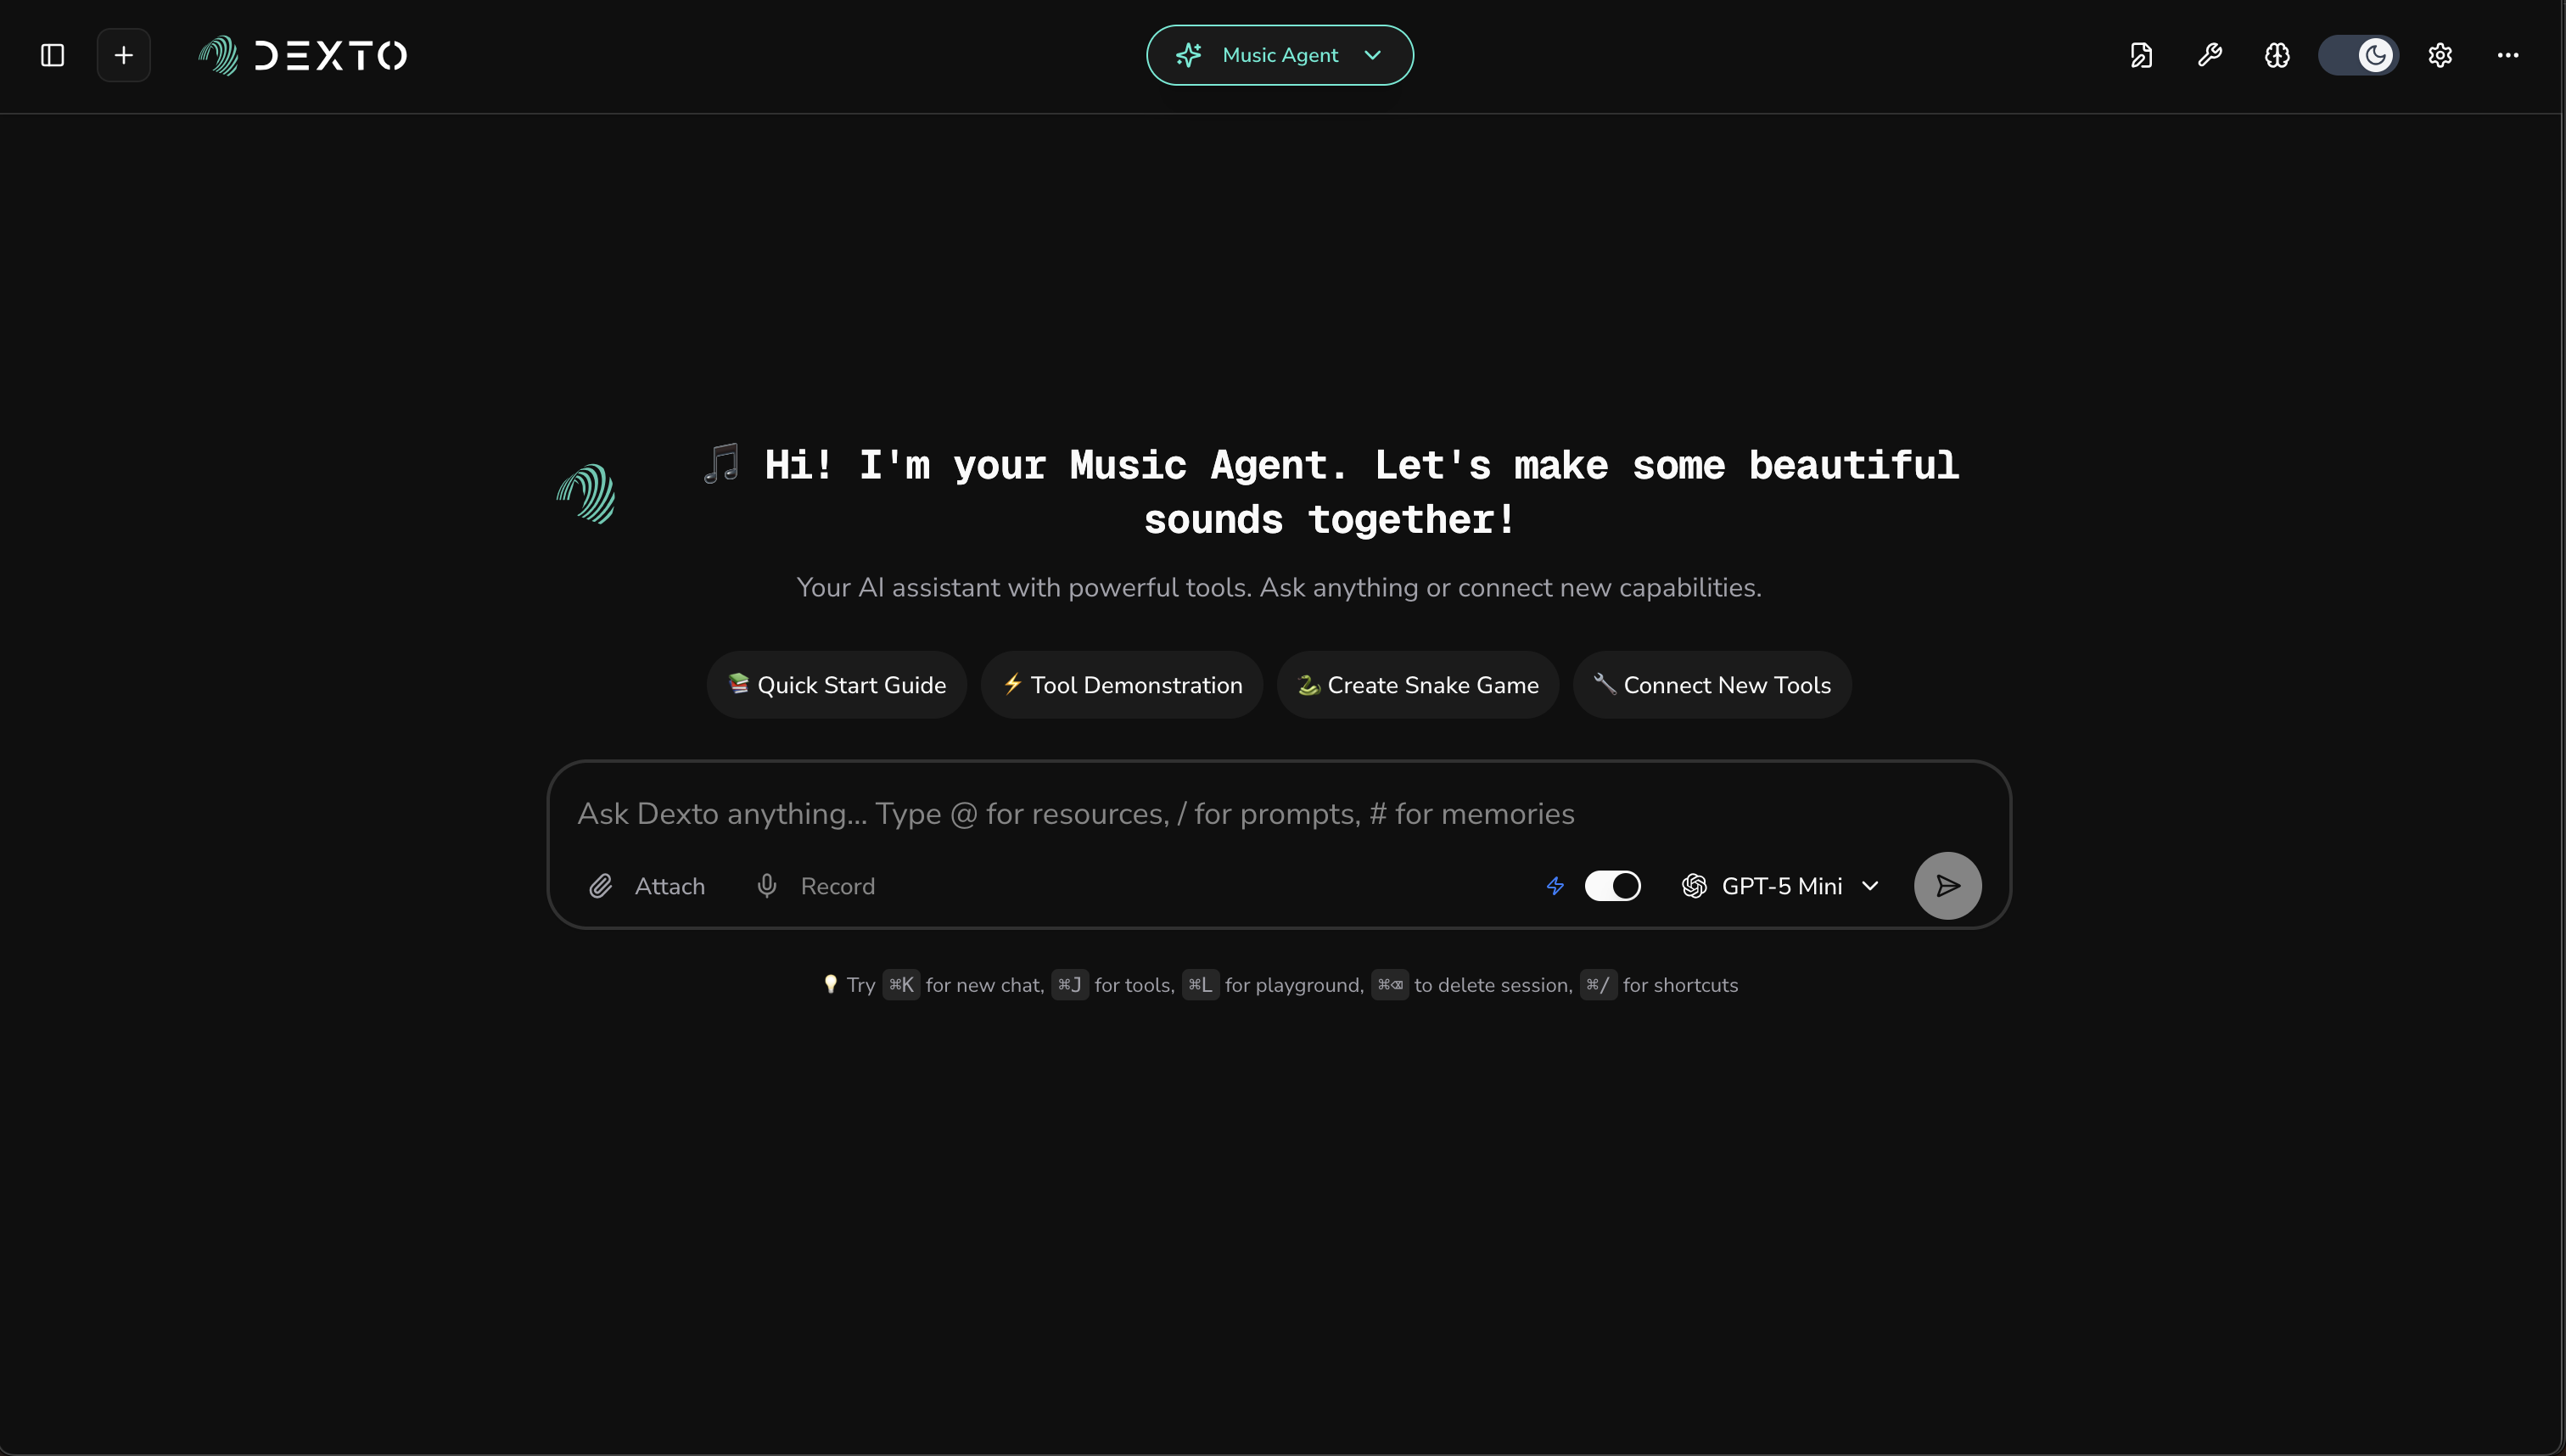 DEXTO
Music Agent
🎵 Hi! I'm your Music Agent. Let's make some beautiful
sounds together!
Your AI assistant with powerful tools. Ask anything or connect new capabilities.
📚 Quick Start Guide
⚡ Tool Demonstration
🐍 Create Snake Game
🔧 Connect New Tools
Ask Dexto anything... Type @ for resources, / for prompts, # for memories
Attach
Record
GPT-5 Mini
💡 Try ⌘K for new chat, ⌘J for tools, ⌘L for playground, ⌘⌫ to delete session, ⌘/ for shortcuts